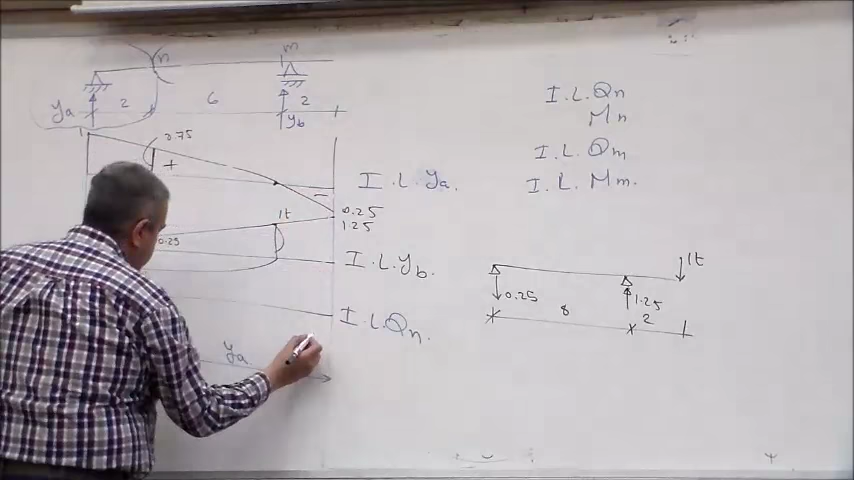 n
m
Ya
2
6
2
Yb
1
0.75
+
-
I.L.Ya.
0.25
1t
1.25
0.25
I.L.Yb.
I.L.Qn.
Ya
I.L.Qn
Mn
I.L.Qm
I.L.Mm.
1t
0.25
1.25
8
2